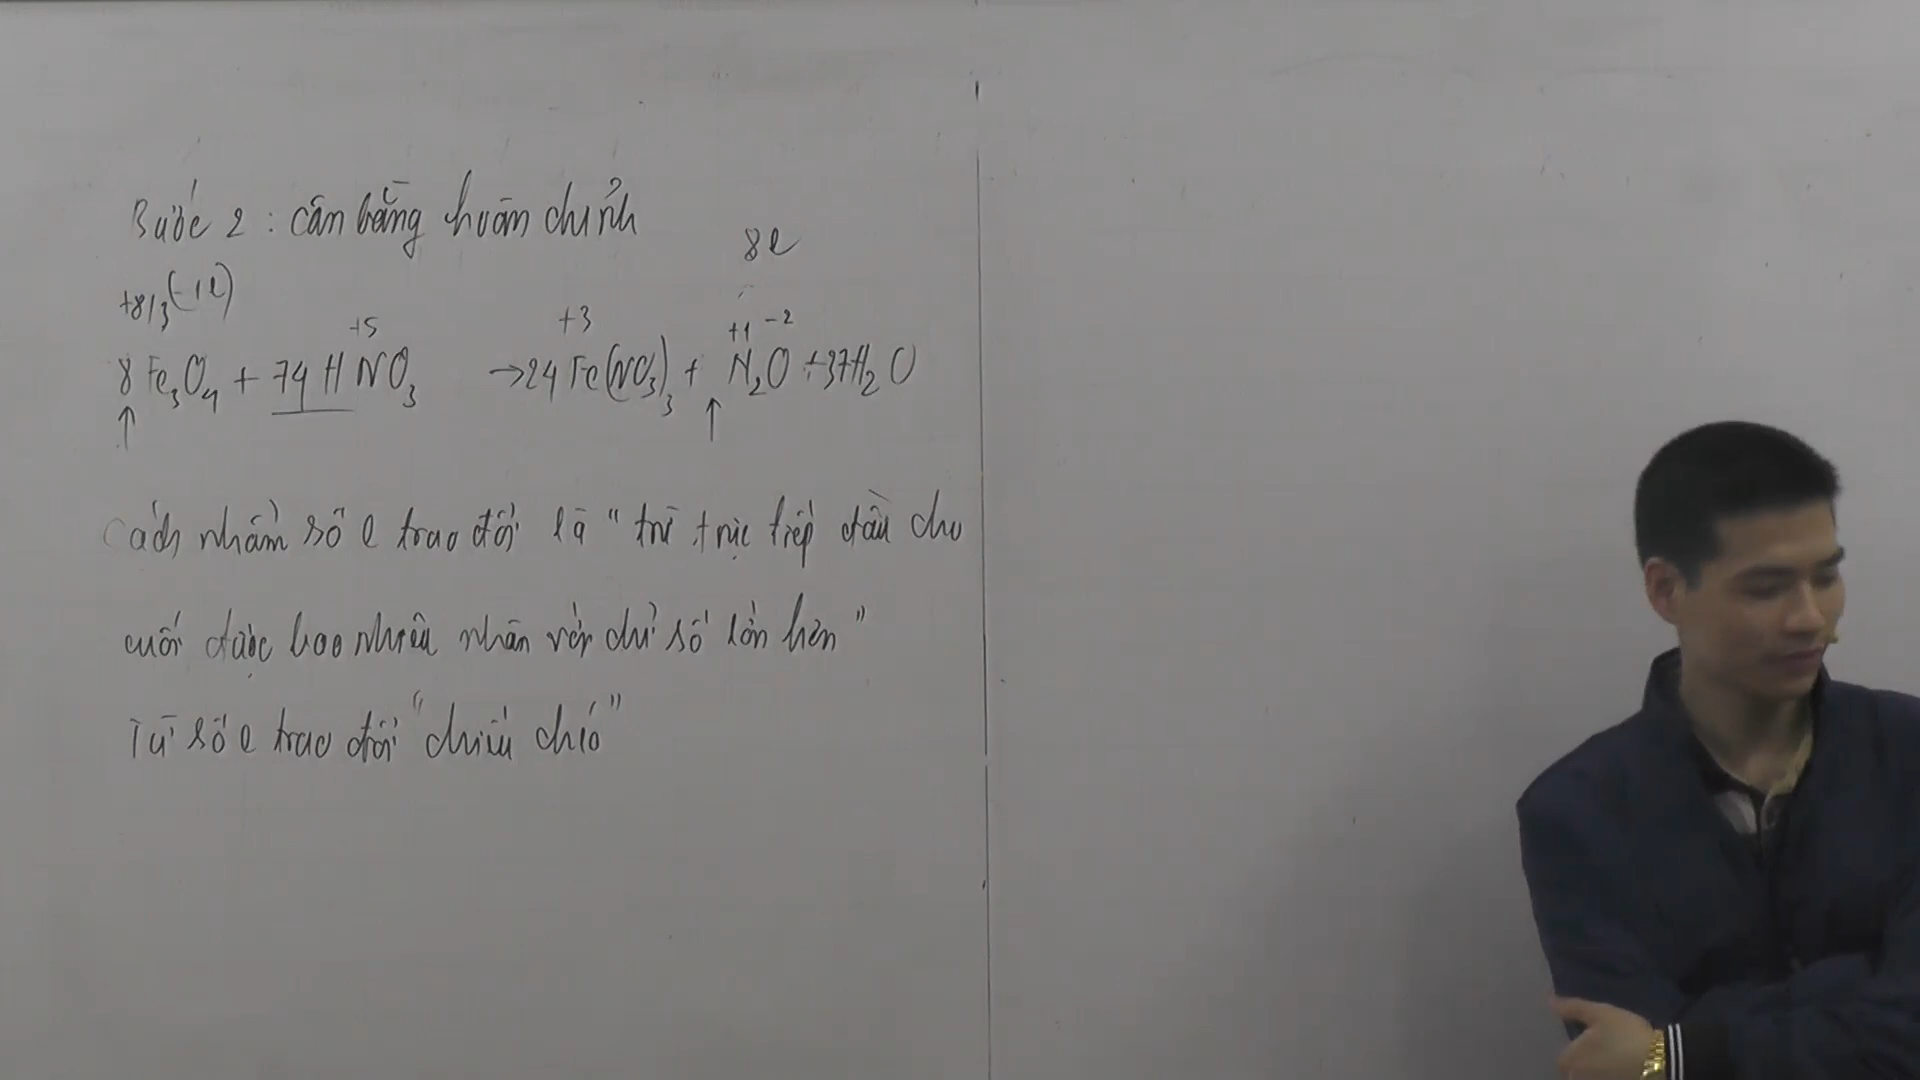 Bước 2 : cân bằng hoàn chỉnh
8e
+8/3(-1e)
+5 +3 +1 -2
8 Fe3O4 + 74 HNO3 → 24 Fe(NO3)3 + N2O + 37H2O
↑ ↑
Cách nhẩm số e trao đổi là " trừ trực tiếp đầu cho
cuối được bao nhiêu nhân với chỉ số lớn hơn "
Từ số e trao đổi " chiếu chéo "